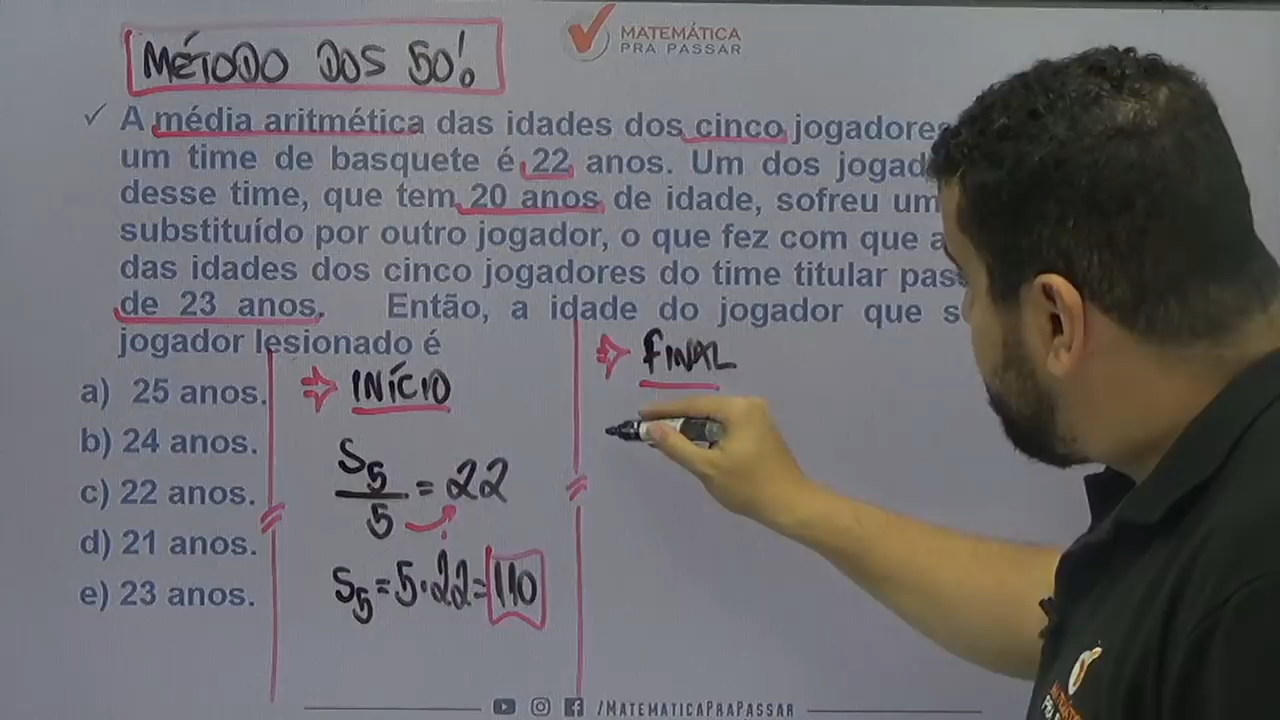 MÉTODO DOS 50!
MATEMÁTICA
PRA PASSAR
✓ A média aritmética das idades dos cinco jogadores
um time de basquete é 22 anos. Um dos
desse time, que tem 20 anos de idade, sofreu
substituído por outro jogador, o que fez com que a
das idades dos cinco jogadores do time titular
de 23 anos. Então, a idade do jogador que
jogador lesionado é
a) 25 anos.
b) 24 anos.
c) 22 anos.
d) 21 anos.
e) 23 anos.
⇒ INÍCIO
S5/5 = 22
S5 = 5·22 = 110
⇒ FINAL
/MATEMATICAPRAPASSAR